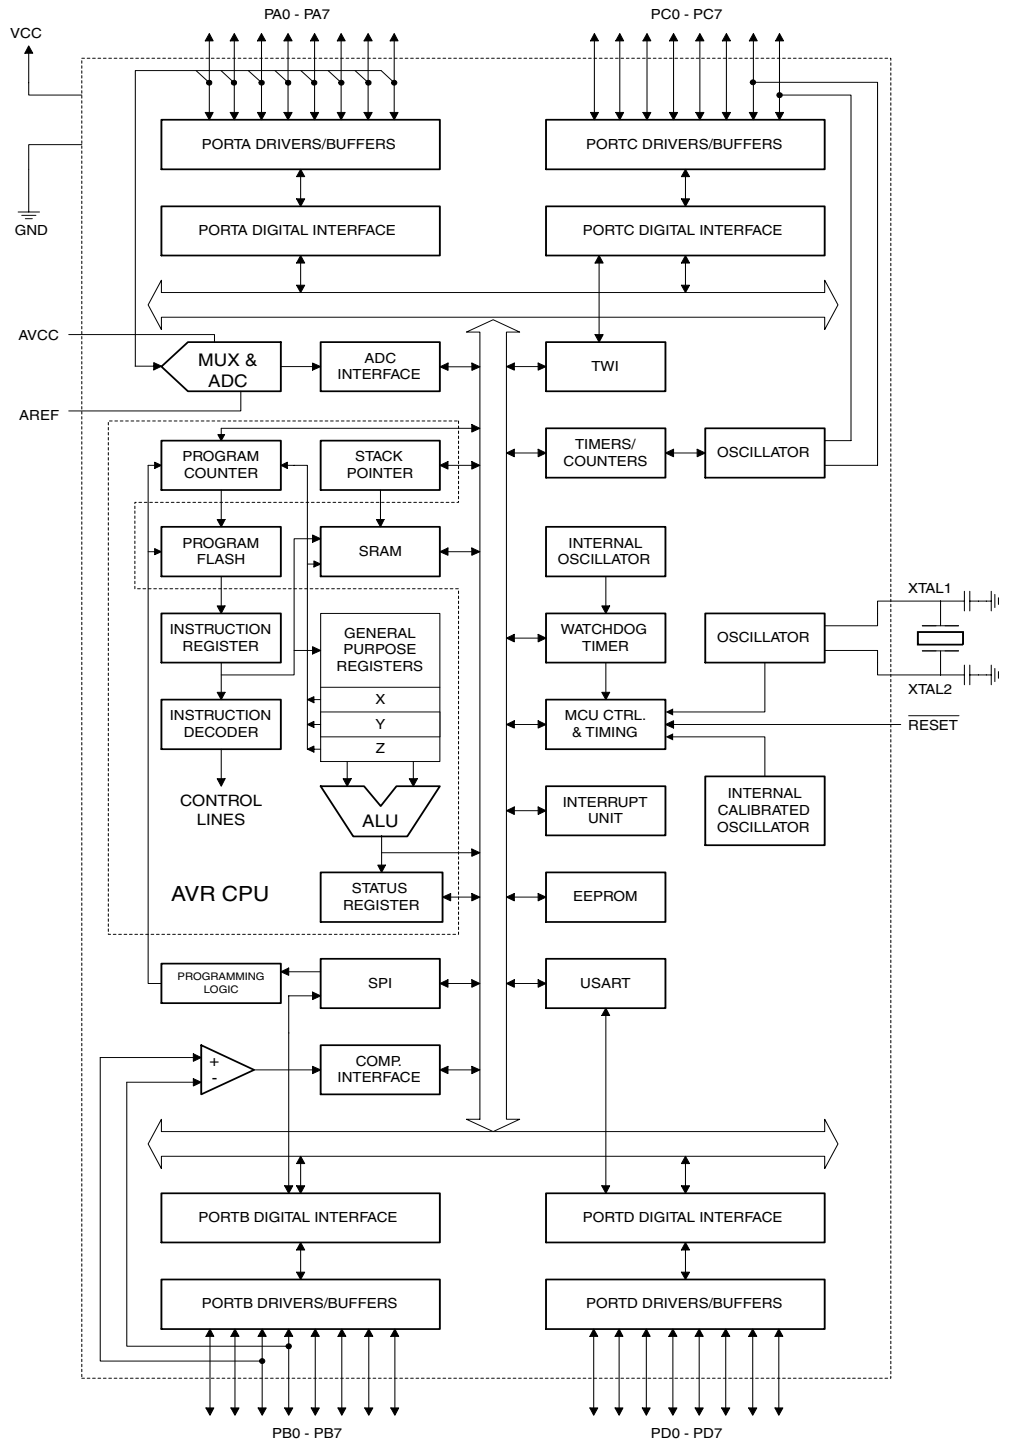 PA0 - PA7
PC0 - PC7
VCC
PORTA DRIVERS/BUFFERS
PORTC DRIVERS/BUFFERS
GND
PORTA DIGITAL INTERFACE
PORTC DIGITAL INTERFACE
AVCC
MUX &
ADC
ADC
INTERFACE
TWI
AREF
PROGRAM
COUNTER
STACK
POINTER
TIMERS/
COUNTERS
OSCILLATOR
PROGRAM
FLASH
SRAM
INTERNAL
OSCILLATOR
XTAL1
INSTRUCTION
REGISTER
GENERAL
PURPOSE
REGISTERS
WATCHDOG
TIMER
OSCILLATOR
XTAL2
X
INSTRUCTION
DECODER
Y
MCU CTRL.
& TIMING
RESET
Z
CONTROL
LINES
ALU
INTERRUPT
UNIT
INTERNAL
CALIBRATED
OSCILLATOR
AVR CPU
STATUS
REGISTER
EEPROM
PROGRAMMING
LOGIC
SPI
USART
+
-
COMP.
INTERFACE
PORTB DIGITAL INTERFACE
PORTD DIGITAL INTERFACE
PORTB DRIVERS/BUFFERS
PORTD DRIVERS/BUFFERS
PB0 - PB7
PD0 - PD7